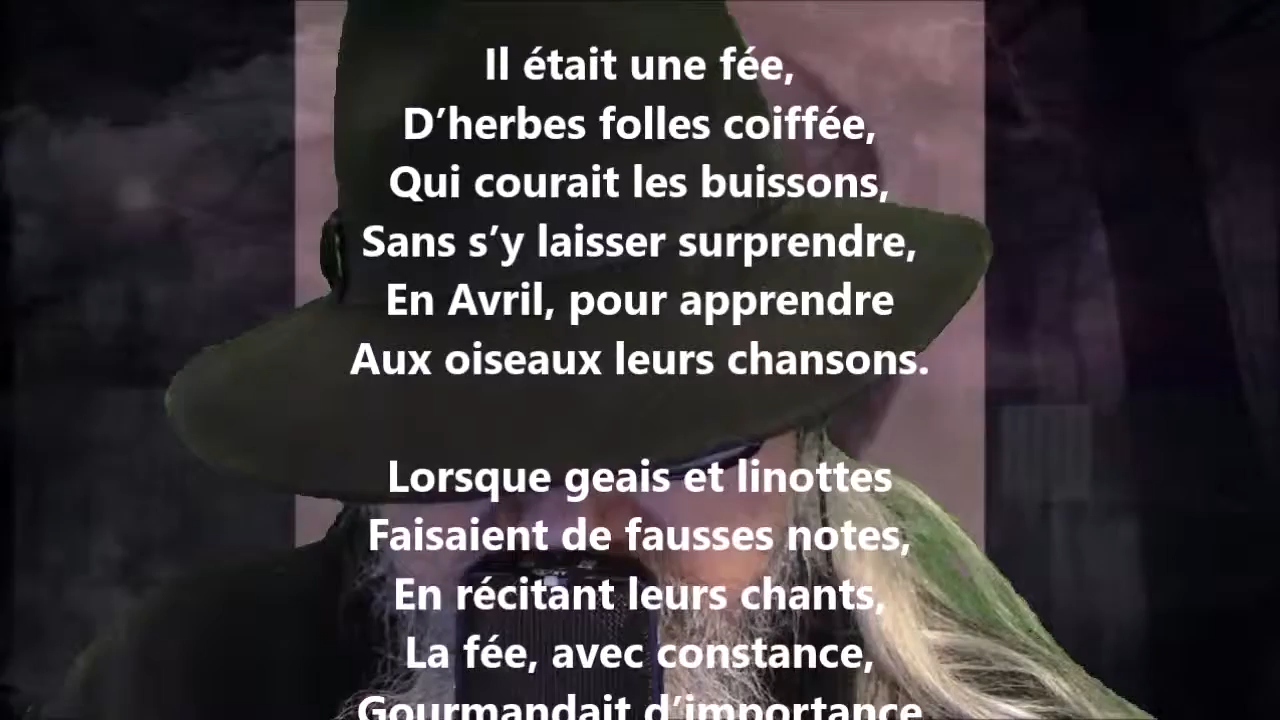 Il était une fée,
D’herbes folles coiffée,
Qui courait les buissons,
Sans s’y laisser surprendre,
En Avril, pour apprendre
Aux oiseaux leurs chansons.
Lorsque geais et linottes
Faisaient de fausses notes,
En récitant leurs chants,
La fée, avec constance,
Gourmandait d’importance